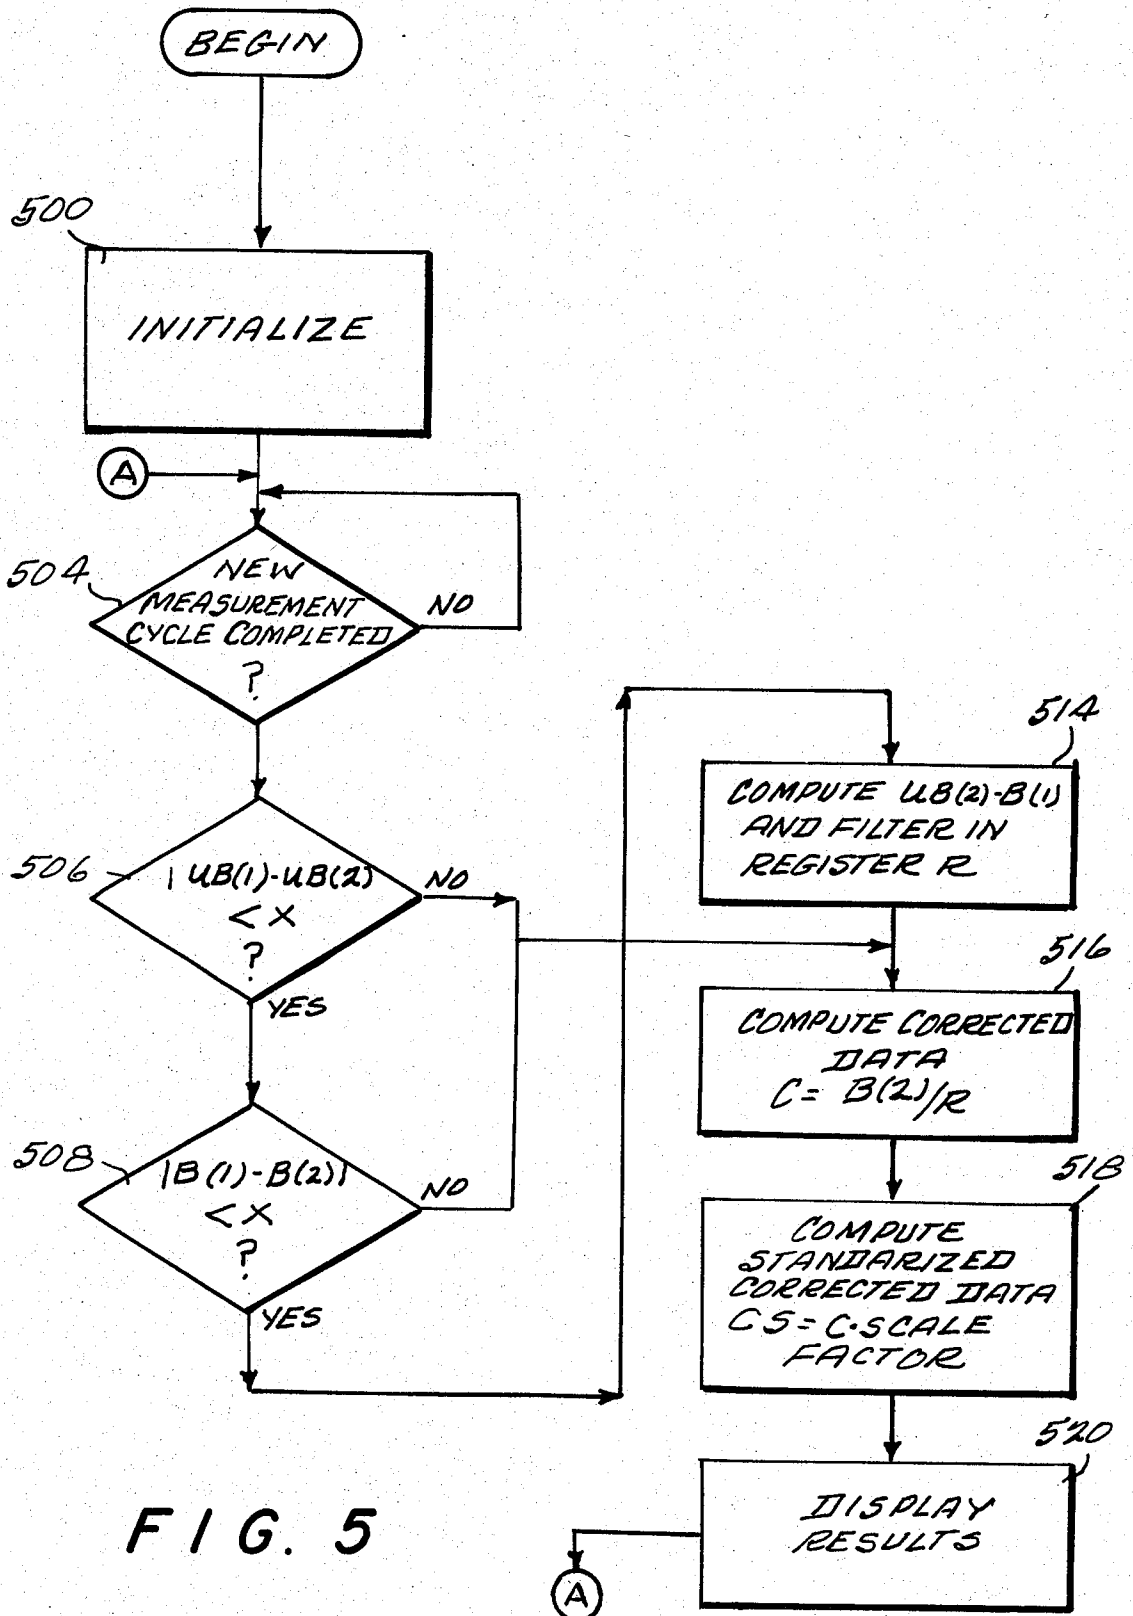 BEGIN
500
INITIALIZE
A
504
NEW
MEASUREMENT
CYCLE COMPLETED
?
NO
506
| UB(1)-UB(2)
< X
?
NO
YES
508
|B(1)-B(2)|
< X
?
NO
YES
514
COMPUTE UB(2)-B(1)
AND FILTER IN
REGISTER R
516
COMPUTE CORRECTED
DATA
C= B(2)/R
518
COMPUTE
STANDARIZED
CORRECTED DATA
CS=C·SCALE
FACTOR
520
DISPLAY
RESULTS
A
FIG. 5